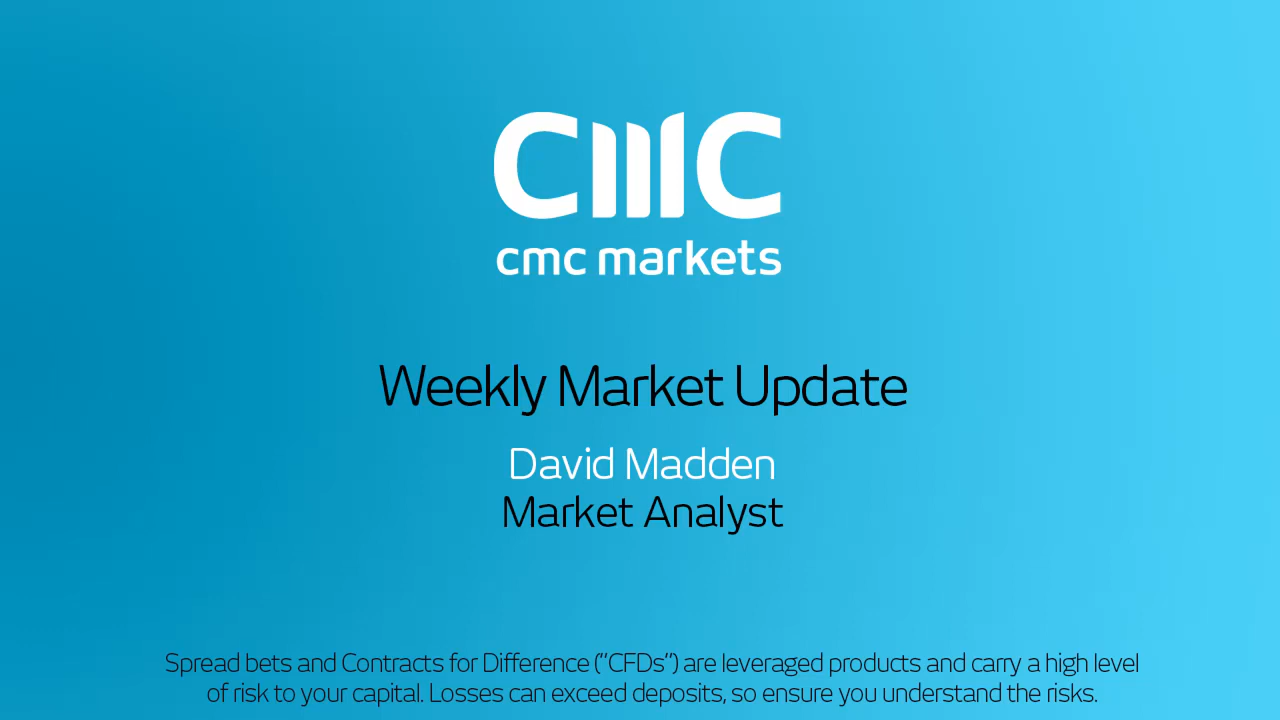 CMC
cmc markets
Weekly Market Update
David Madden
Market Analyst
Spread bets and Contracts for Difference (”CFDs”) are leveraged products and carry a high level
of risk to your capital. Losses can exceed deposits, so ensure you understand the risks.